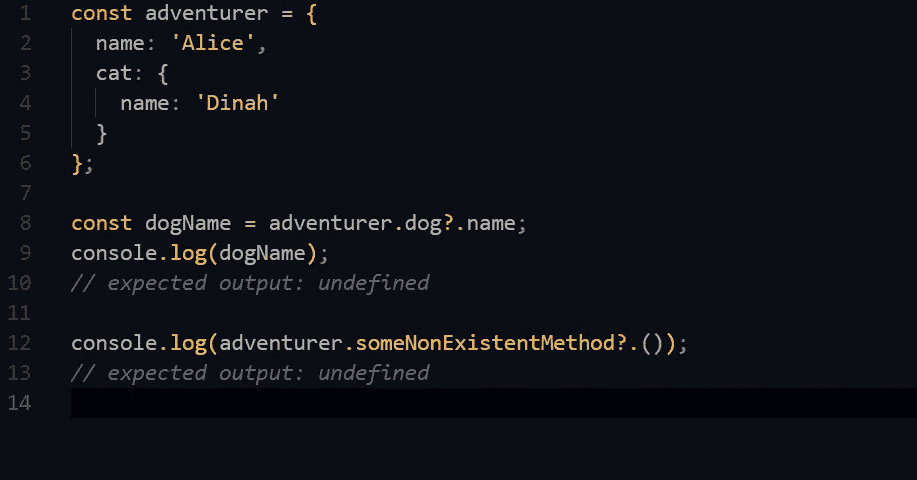 1 const adventurer = {
2   name: 'Alice',
3   cat: {
4     name: 'Dinah'
5   }
6 };
7
8 const dogName = adventurer.dog?.name;
9 console.log(dogName);
10 // expected output: undefined
11
12 console.log(adventurer.someNonExistentMethod?.());
13 // expected output: undefined
14